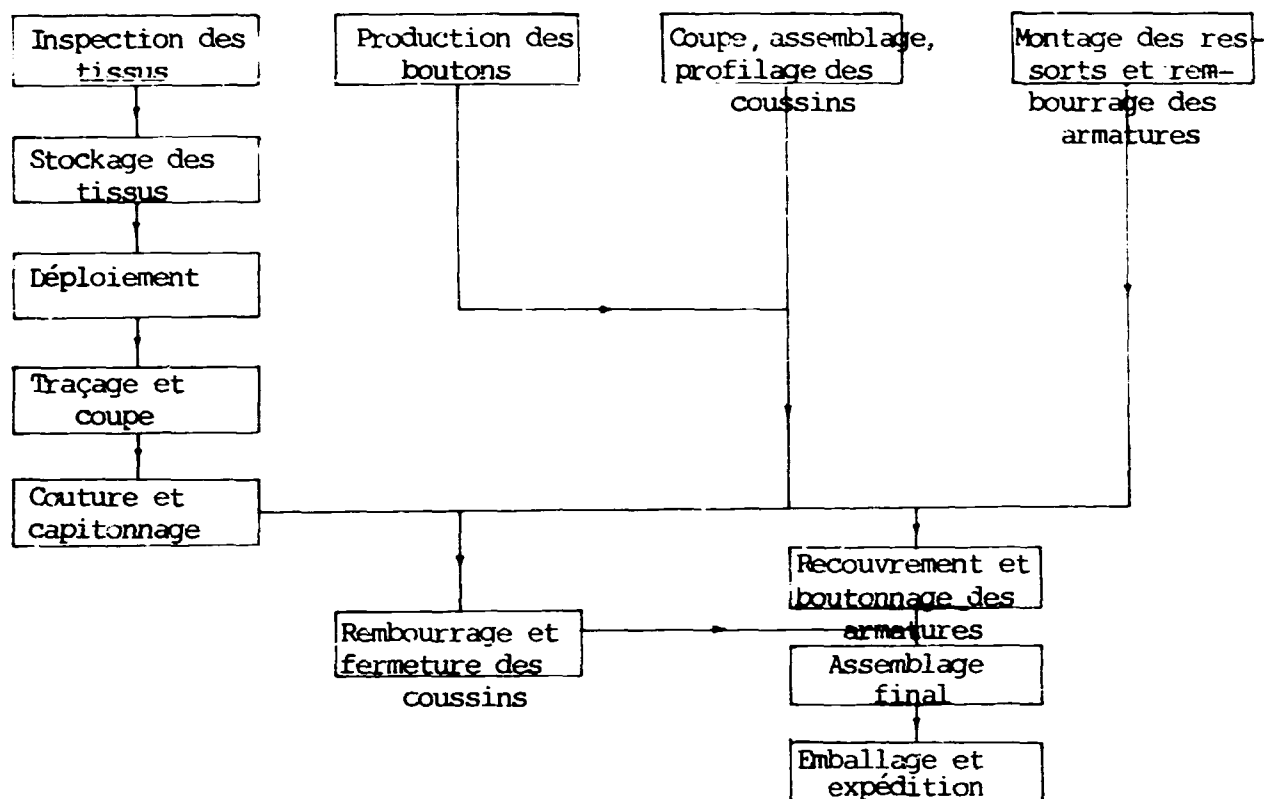 Inspection des
tissus
Production des
boutons
Coupe, assemblage,
profilage des
coussins
Montage des res-
sorts et rem-
bourrage des
armatures
Stockage des
tissus
Déploiement
Traçage et
coupe
Couture et
capitonnage
Recouvrement et
boutonnage des
armatures
Rembourrage et
fermeture des
coussins
Assemblage
final
Emballage et
expédition